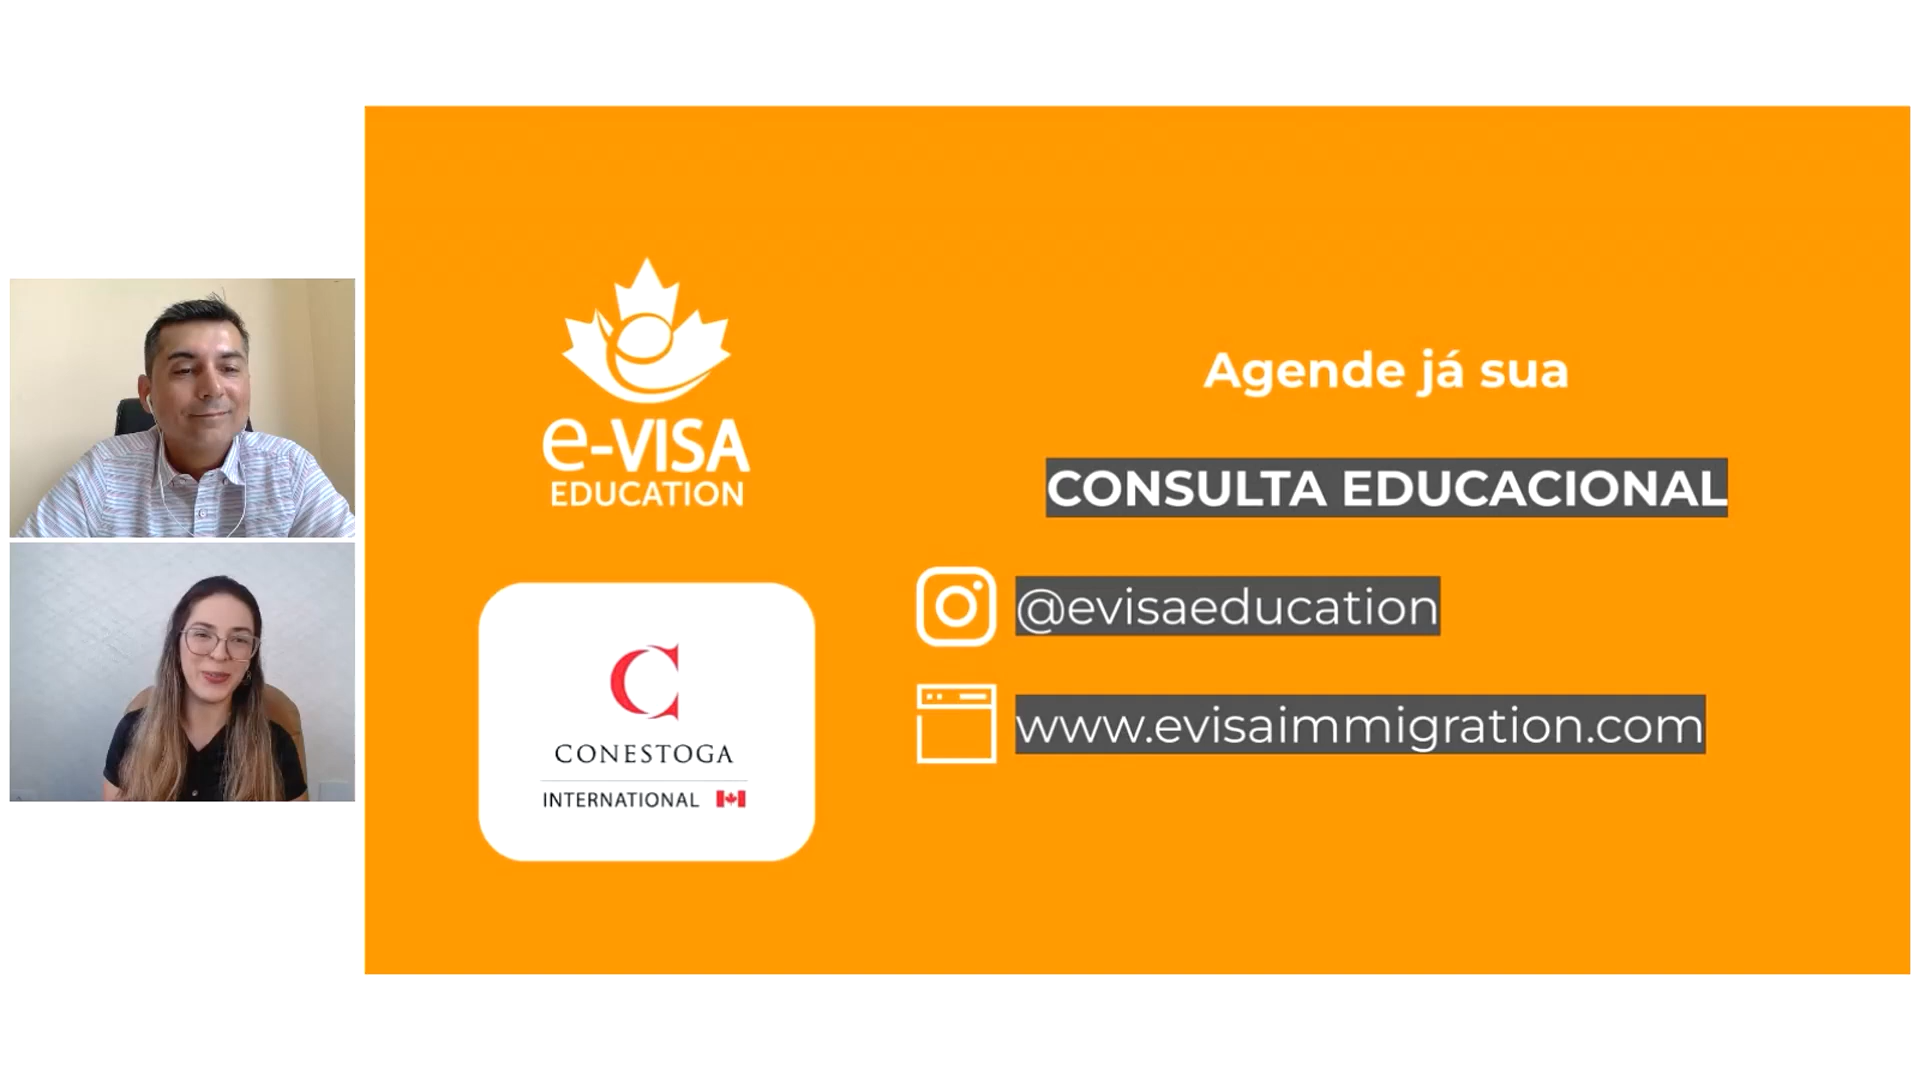 e-VISA
EDUCATION
CONESTOGA
INTERNATIONAL
Agende já sua
CONSULTA EDUCACIONAL
@evisaeducation
www.evisaimmigration.com